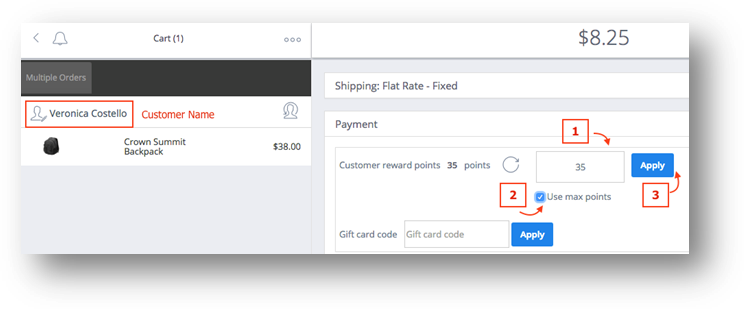 Cart (1)
$8.25
Multiple Orders
Shipping: Flat Rate - Fixed
Veronica Costello
Customer Name
Payment
Crown Summit
Backpack
$38.00
1
Customer reward points 35 points
35
Apply
2
Use max points
3
Gift card code
Gift card code
Apply